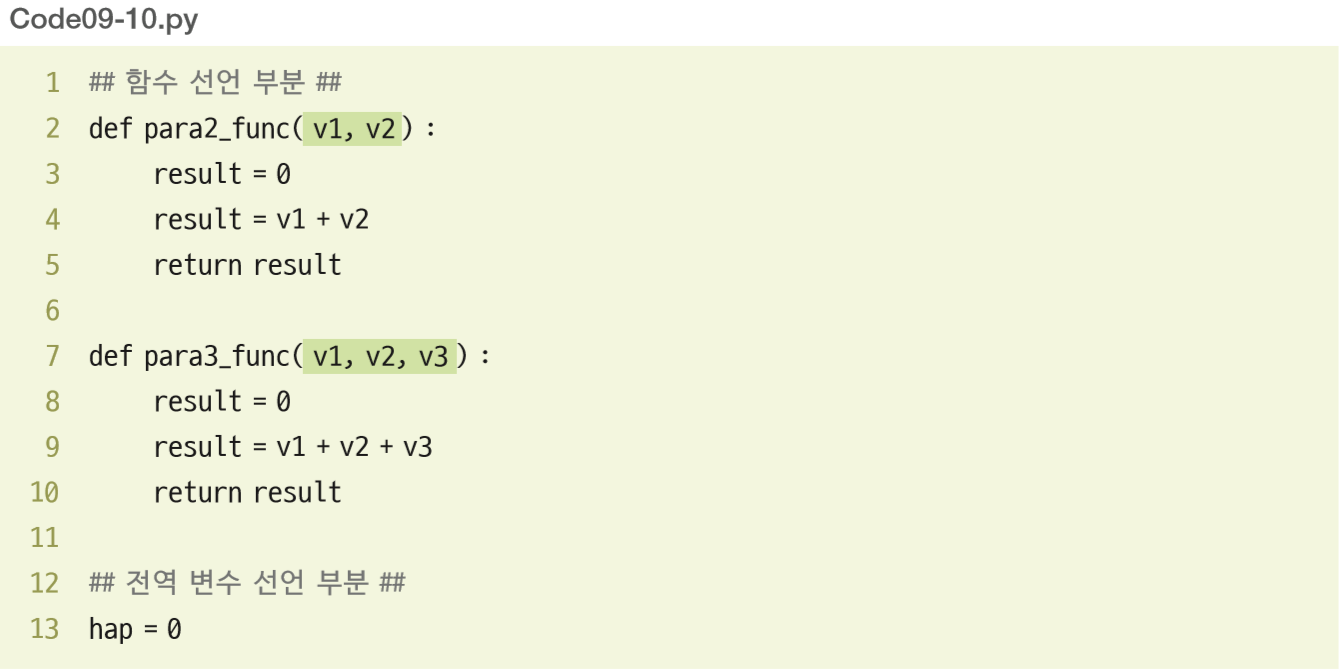 Code09-10.py
1 ## 함수 선언 부분 ##
2 def para2_func( v1, v2 ) :
3     result = 0
4     result = v1 + v2
5     return result
6
7 def para3_func( v1, v2, v3 ) :
8     result = 0
9     result = v1 + v2 + v3
10     return result
11
12 ## 전역 변수 선언 부분 ##
13 hap = 0